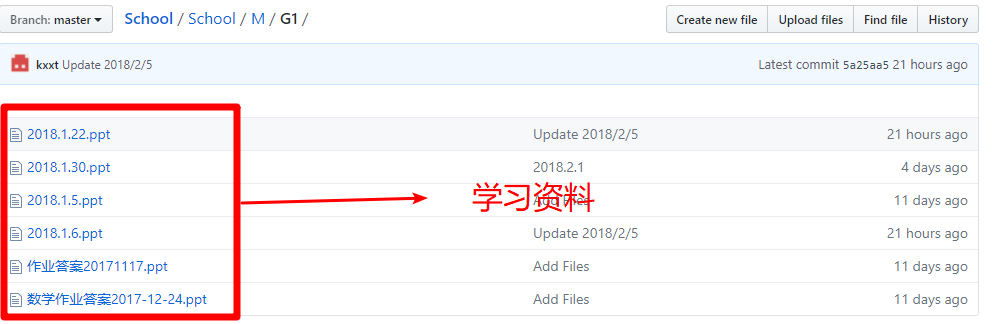 Branch: master School / School / M / G1 / Create new file Upload files Find file History
kxxt Update 2018/2/5 Latest commit 5a25aa5 21 hours ago
2018.1.22.ppt Update 2018/2/5 21 hours ago
2018.1.30.ppt 2018.2.1 4 days ago
2018.1.5.ppt Add Files 11 days ago
学习资料
2018.1.6.ppt Update 2018/2/5 21 hours ago
作业答案20171117.ppt Add Files 11 days ago
数学作业答案2017-12-24.ppt Add Files 11 days ago